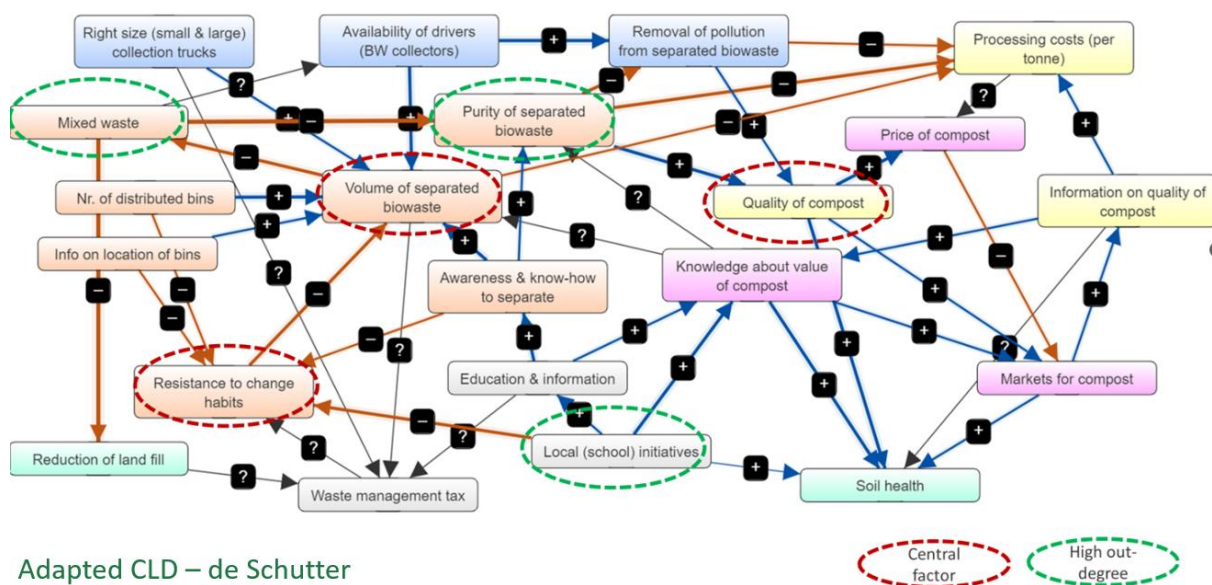 Right size (small & large)
collection trucks
Availability of drivers
(BW collectors)
Removal of pollution
from separated biowaste
Processing costs (per
tonne)
+
−
?
−
−
?
Mixed waste
+
−
+
Purity of separated
biowaste
−
+
Price of compost
−
+
+
Nr. of distributed bins
+
Volume of separated
biowaste
+
?
Quality of compost
Information on quality of
compost
Info on location of bins
+
?
+
+
Awareness & know-how
to separate
Knowledge about value
of compost
+
−
−
?
−
−
−
?
+
+
+
+
+
?
Resistance to change
habits
Education & information
Markets for compost
−
+
?
+
+
+
?
Reduction of land fill
?
Local (school) initiatives
+
Waste management tax
Soil health
Adapted CLD – de Schutter
Central
factor
High out-
degree